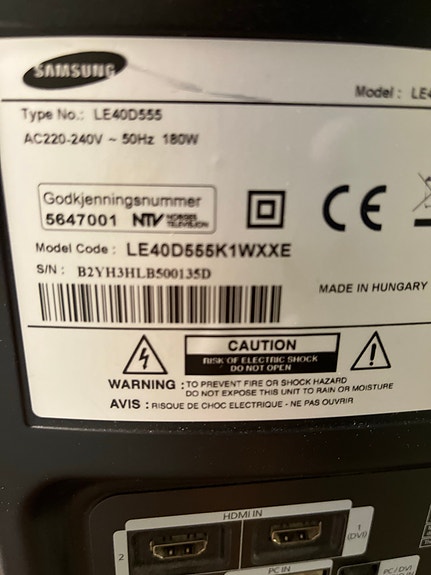 SAMSUNG
Model : LE4
Type No.: LE40D555
AC220-240V ~ 50Hz 180W
Godkjenningsnummer
5647001 NTV NORGES TELEVISION
CE
Model Code : LE40D555K1WXXE
S/N : B2YH3HLB500135D
MADE IN HUNGARY
CAUTION
RISK OF ELECTRIC SHOCK
DO NOT OPEN
WARNING : TO PREVENT FIRE OR SHOCK HAZARD
DO NOT EXPOSE THIS UNIT TO RAIN OR MOISTURE
AVIS : RISQUE DE CHOC ELECTRIQUE - NE PAS OUVRIR
HDMI IN
2
1
(DVI)
PC IN
PC / DVI